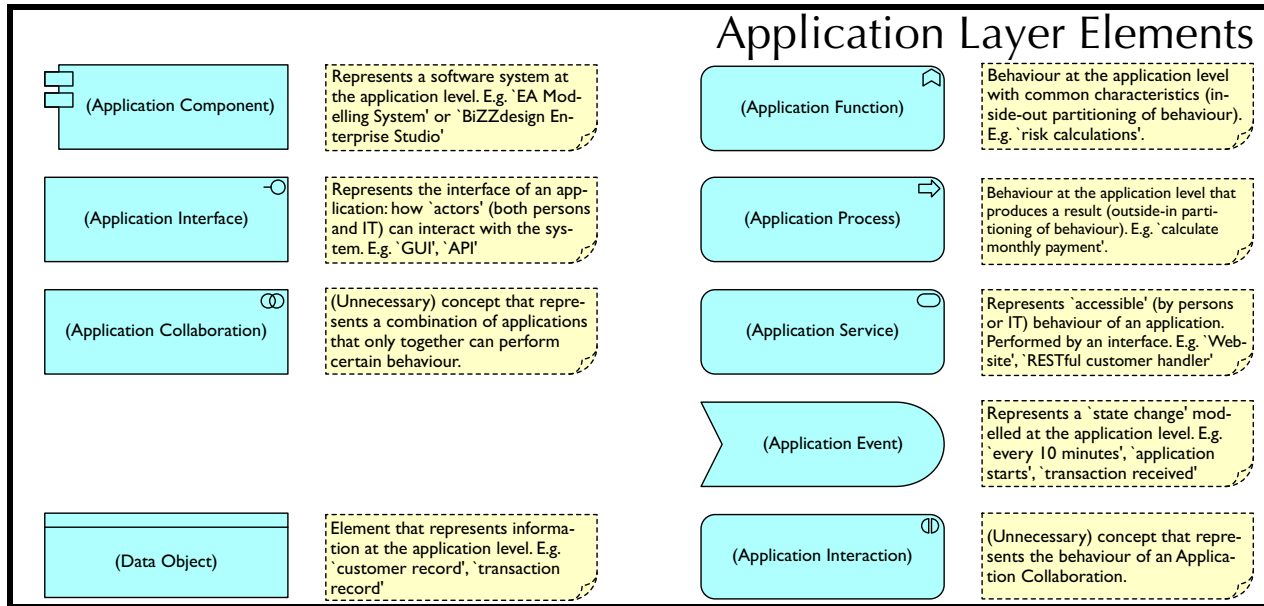 Application Layer Elements
(Application Component)
Represents a software system at
the application level. E.g. `EA Mod-
elling System' or `BiZZdesign En-
terprise Studio'
(Application Function)
Behaviour at the application level
with common characteristics (in-
side-out partitioning of behaviour).
E.g. `risk calculations'.
(Application Interface)
Represents the interface of an app-
lication: how `actors' (both persons
and IT) can interact with the sys-
tem. E.g. `GUI', `API'
(Application Process)
Behaviour at the application level that
produces a result (outside-in parti-
tioning of behaviour). E.g. `calculate
monthly payment'.
(Application Collaboration)
(Unnecessary) concept that repre-
sents a combination of applications
that only together can perform
certain behaviour.
(Application Service)
Represents `accessible' (by persons
or IT) behaviour of an application.
Performed by an interface. E.g. `Web-
site', `RESTful customer handler'
(Application Event)
Represents a `state change' mod-
elled at the application level. E.g.
`every 10 minutes', `application
starts', `transaction received'
(Data Object)
Element that represents informa-
tion at the application level. E.g.
`customer record', `transaction
record'
(Application Interaction)
(Unnecessary) concept that repre-
sents the behaviour of an Applica-
tion Collaboration.